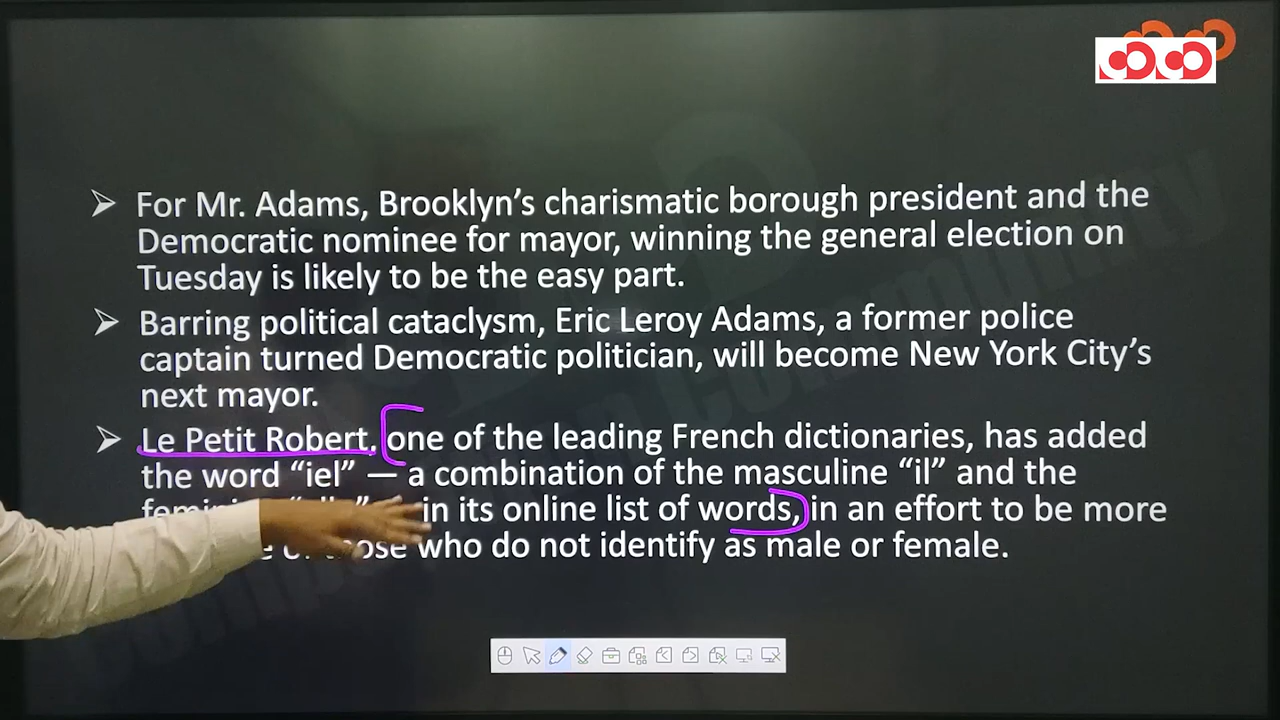 For Mr. Adams, Brooklyn’s charismatic borough president and the
Democratic nominee for mayor, winning the general election on
Tuesday is likely to be the easy part.
Barring political cataclysm, Eric Leroy Adams, a former police
captain turned Democratic politician, will become New York City’s
next mayor.
Le Petit Robert, one of the leading French dictionaries, has added
the word “iel” — a combination of the masculine “il” and the
in its online list of words, in an effort to be more
those who do not identify as male or female.